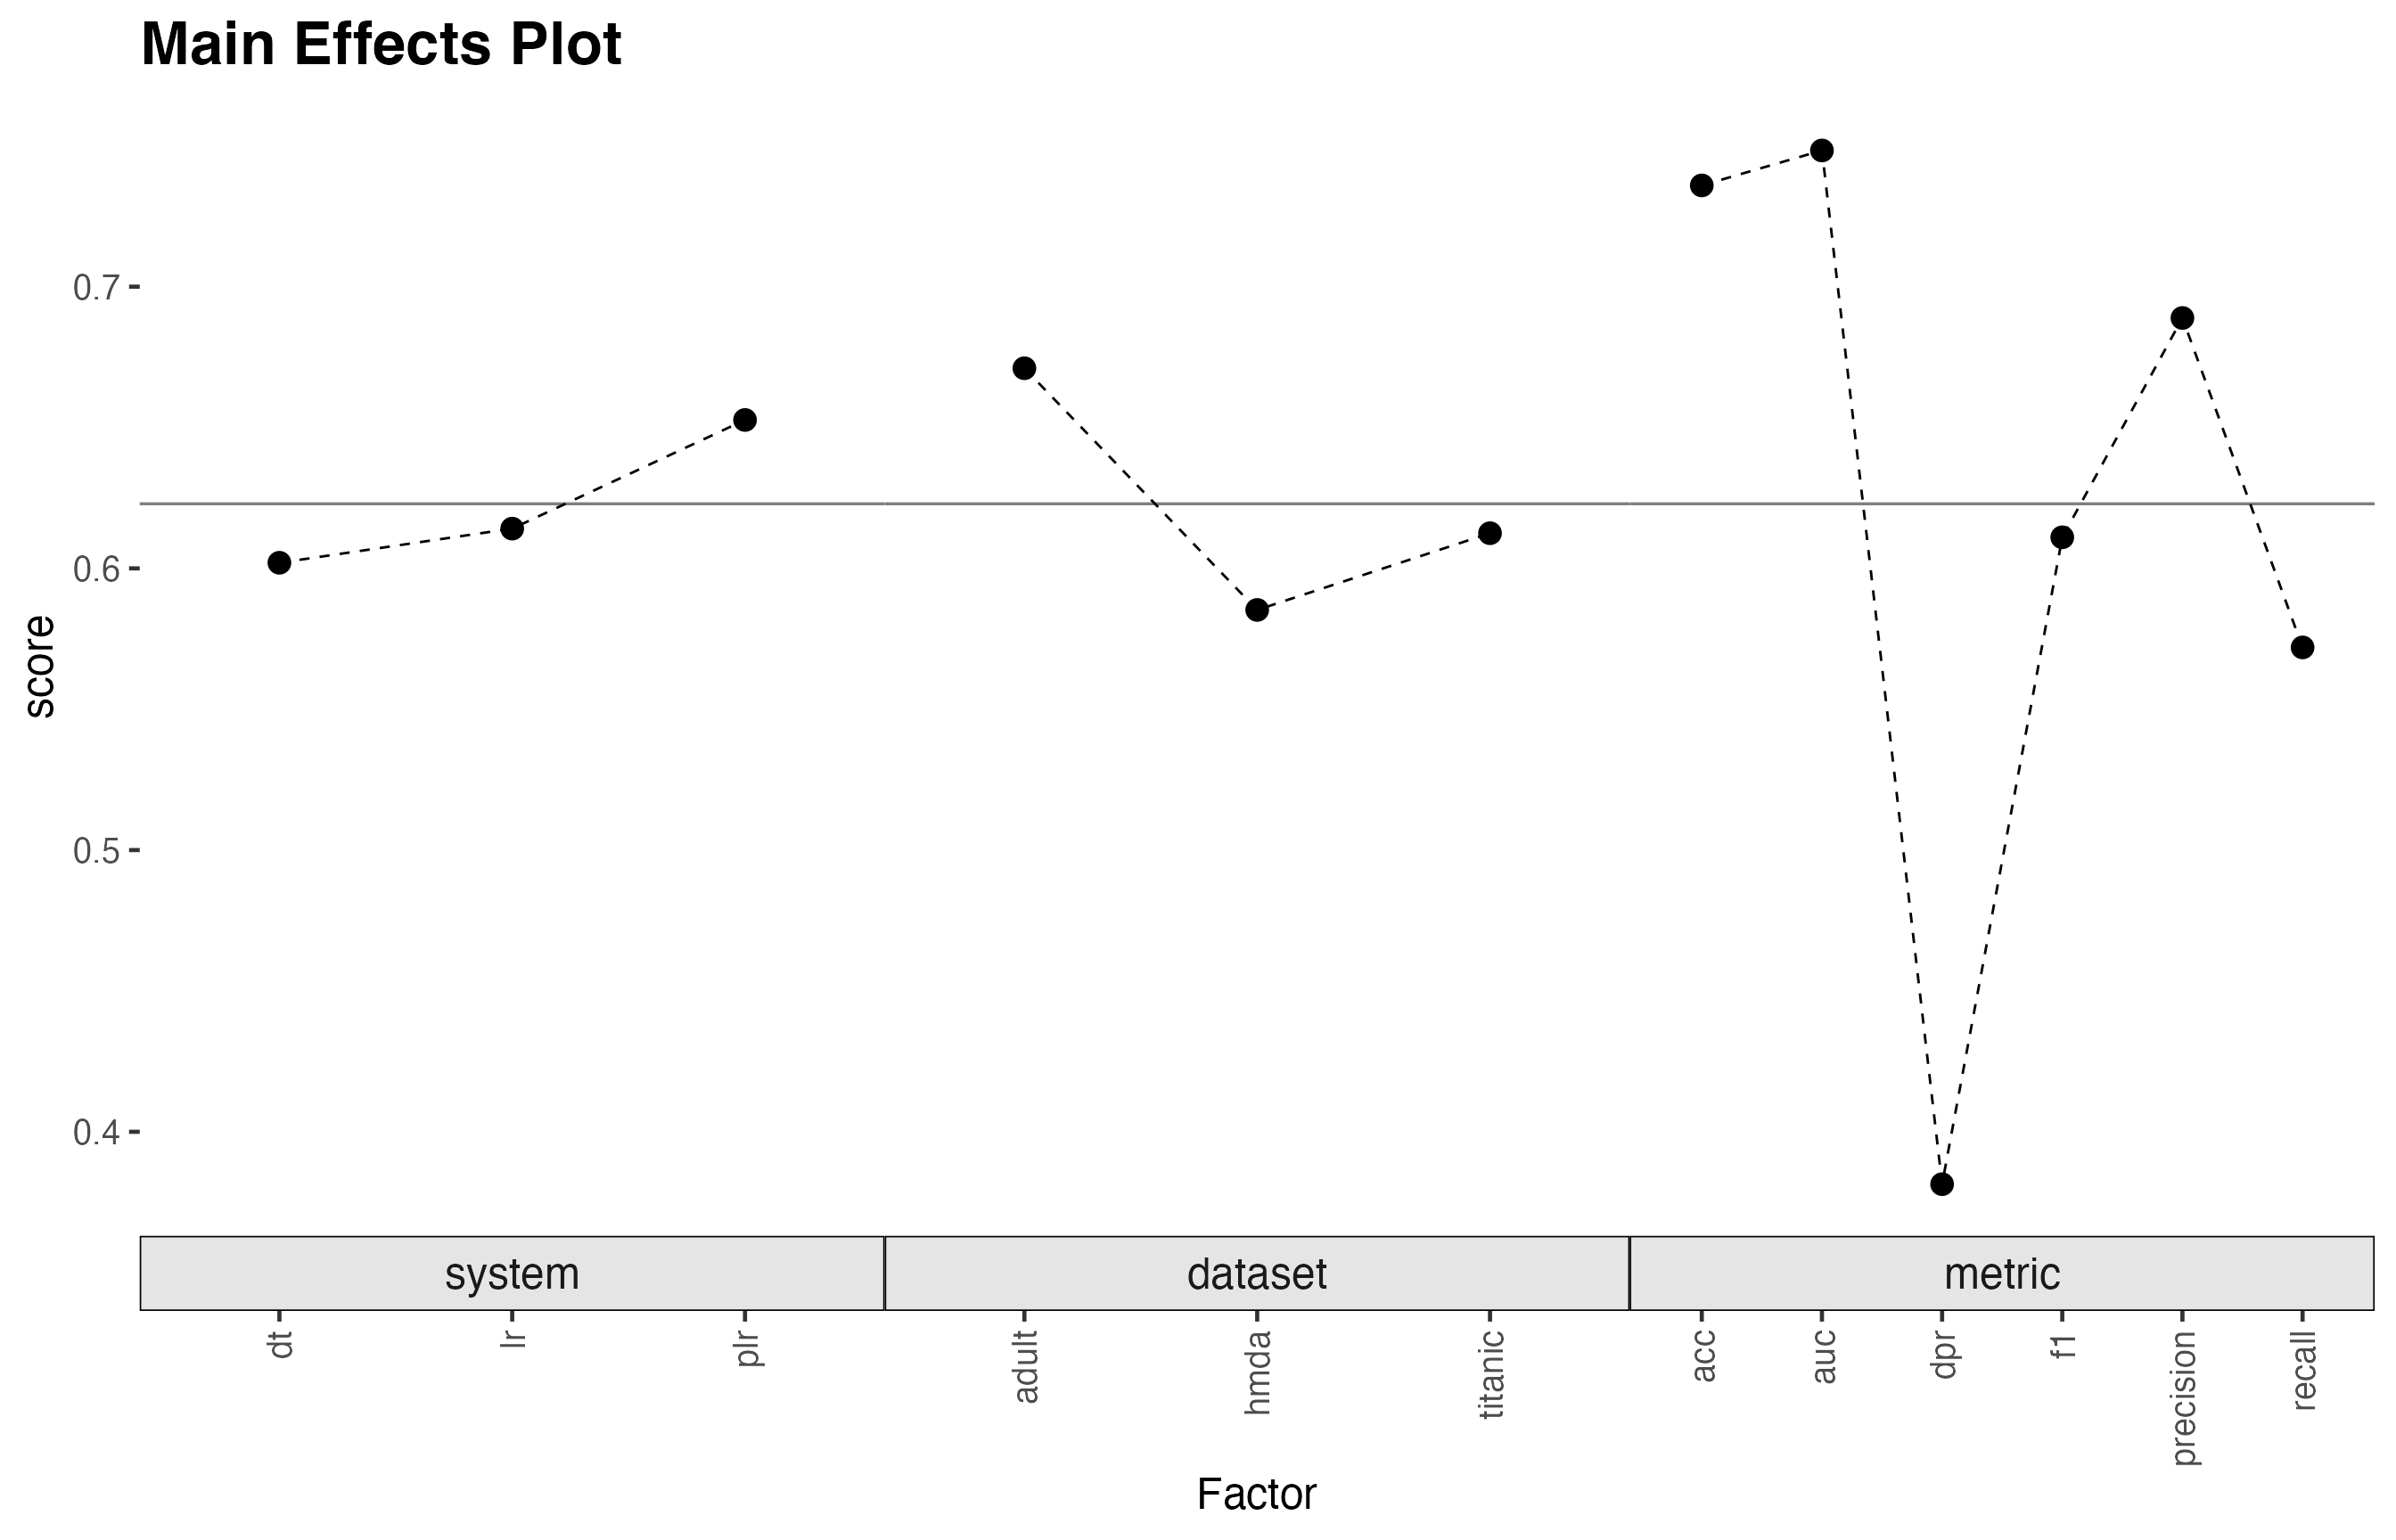 Main Effects Plot
score
0.7
0.6
0.5
0.4
system dataset metric
dt lr plr adult hmda titanic acc auc dpr f1 precision recall
Factor